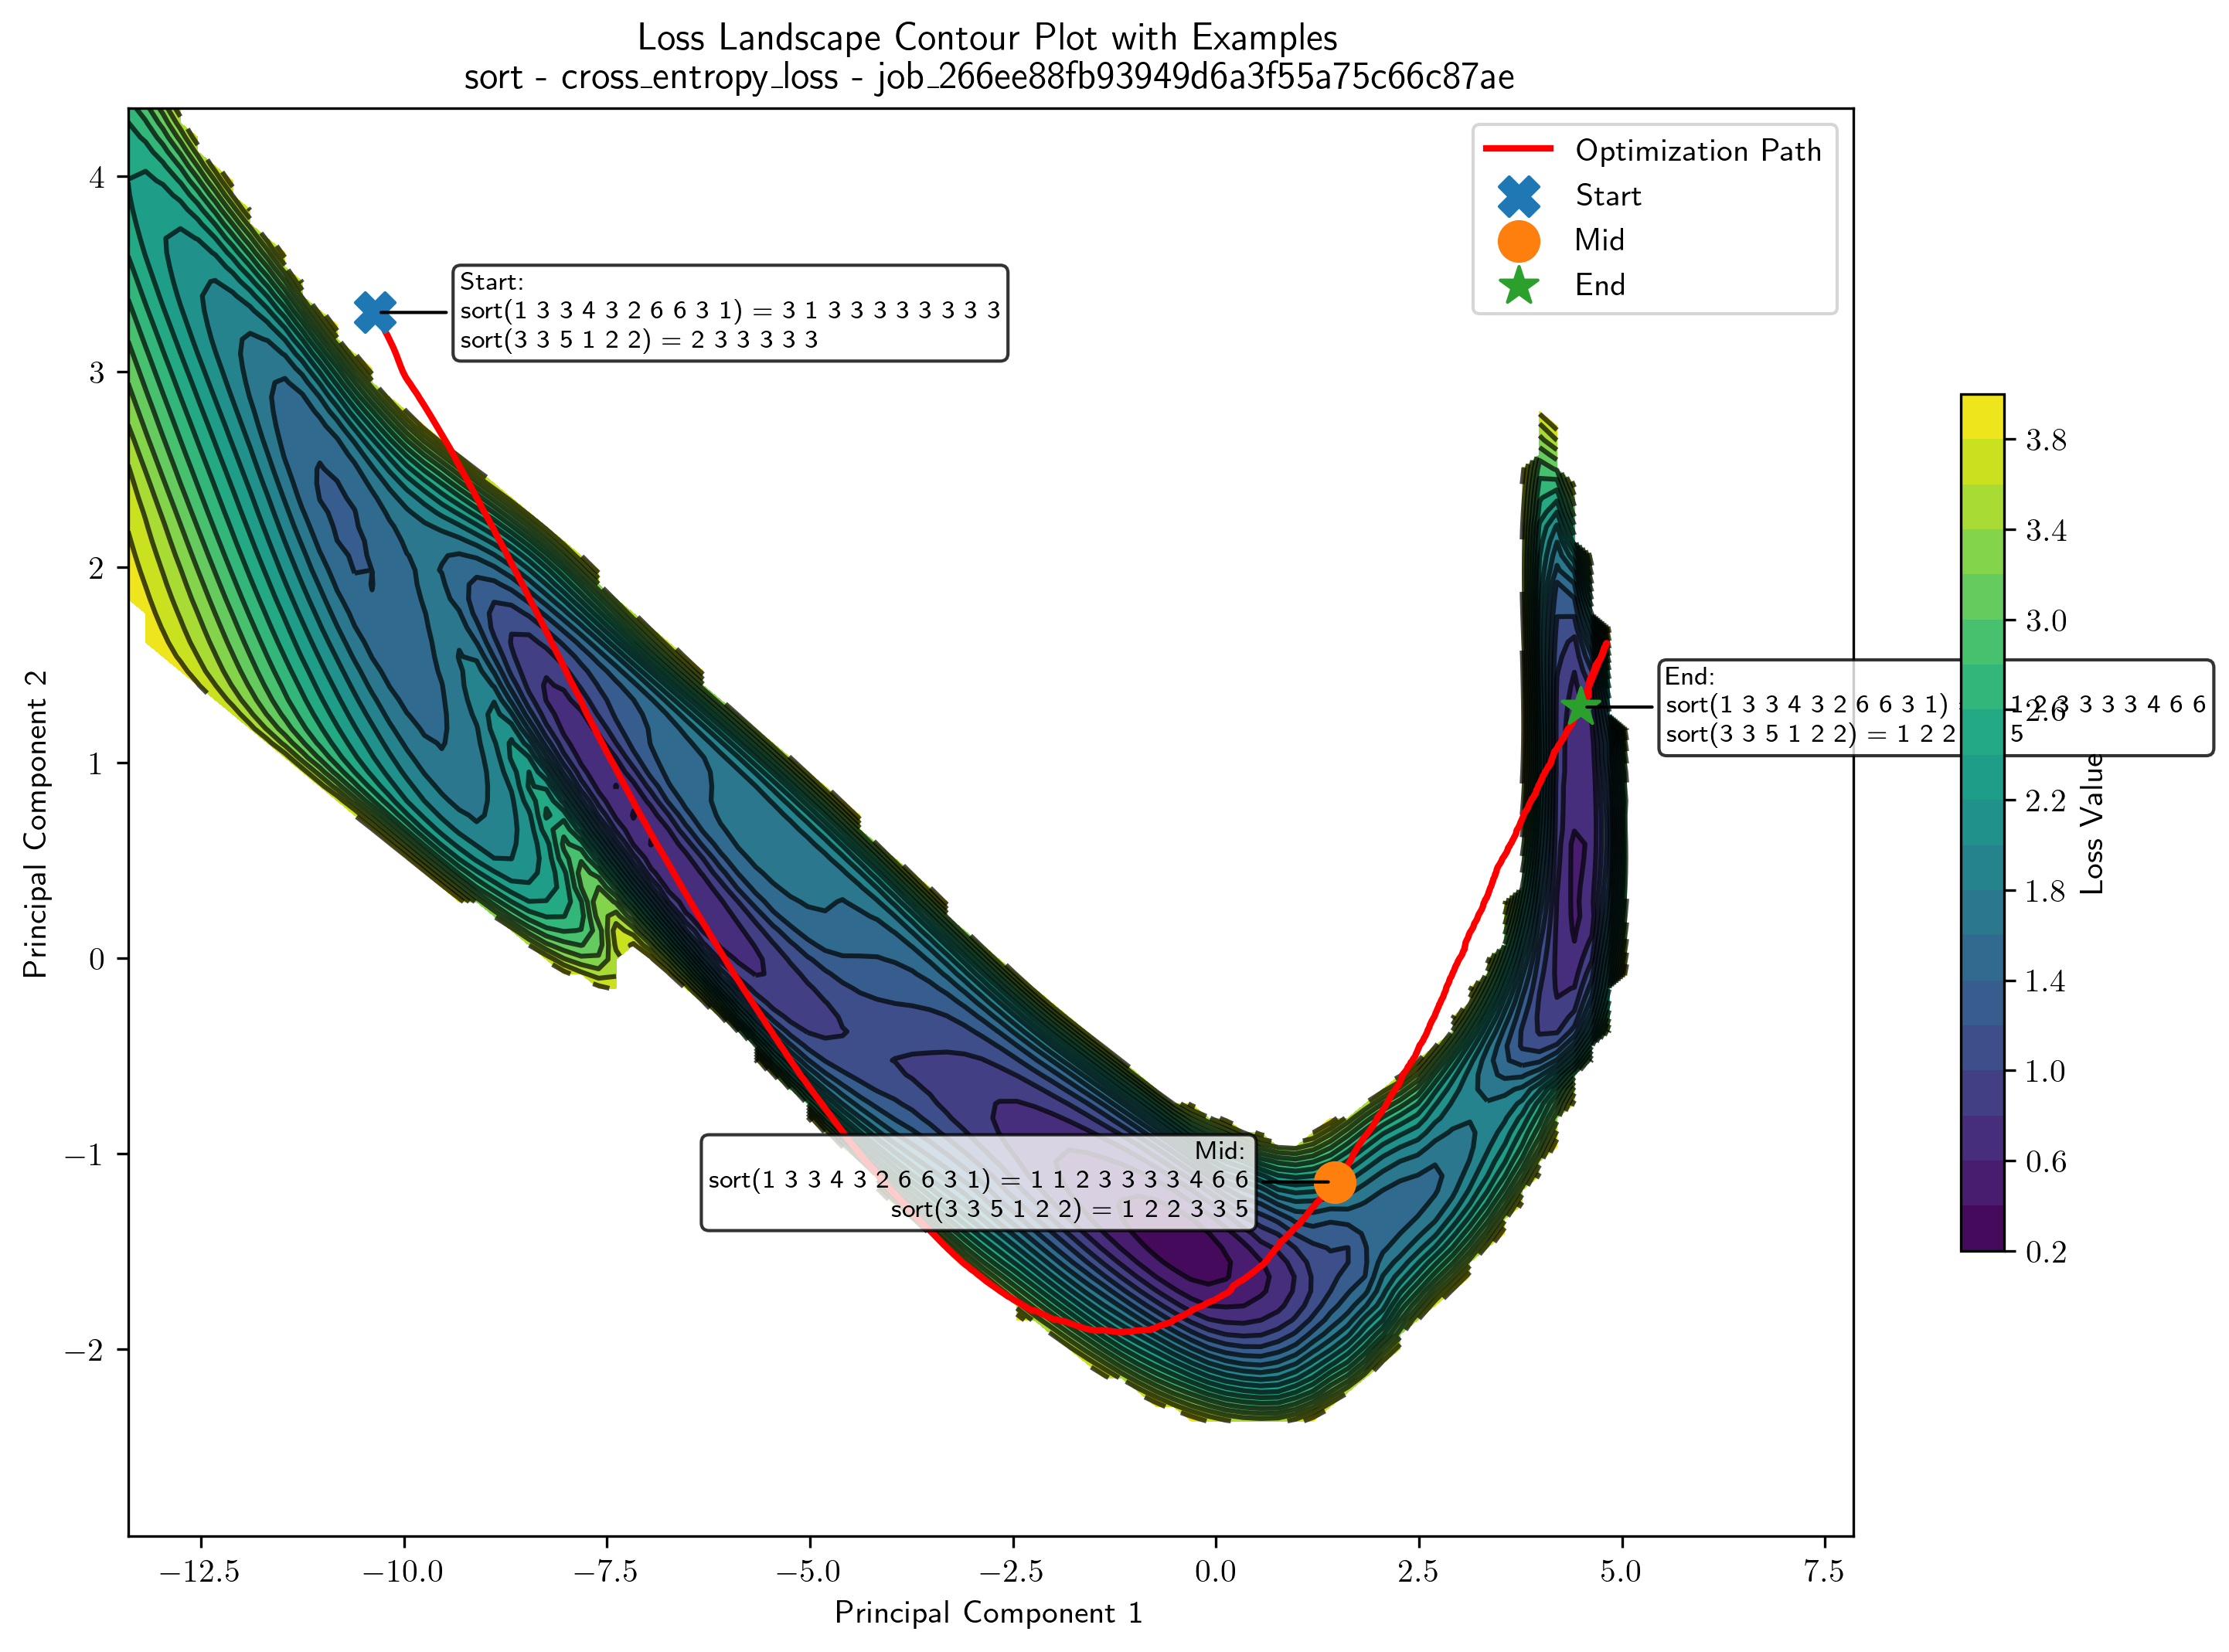 Loss Landscape Contour Plot with Examples
sort - cross_entropy_loss - job_266ee88fb93949d6a3f55a75c66c87ae
Optimization Path
Start
Mid
End
Start:
sort(1 3 3 4 3 2 6 6 3 1) = 3 1 3 3 3 3 3 3 3 3
sort(3 3 5 1 2 2) = 2 3 3 3 3 3
End:
sort(1 3 3 4 3 2 6 6 3 1) 1 2 3 3 3 3 4 6 6
sort(3 3 5 1 2 2) = 1 2 2 5
Mid:
sort(1 3 3 4 3 2 6 6 3 1) = 1 1 2 3 3 3 3 4 6 6
sort(3 3 5 1 2 2) = 1 2 2 3 3 5
4
3
2
1
0
−1
−2
Principal Component 2
−12.5 −10.0 −7.5 −5.0 −2.5 0.0 2.5 5.0 7.5
Principal Component 1
3.8
3.4
3.0
2.6
2.2
1.8
1.4
1.0
0.6
0.2
Loss Value